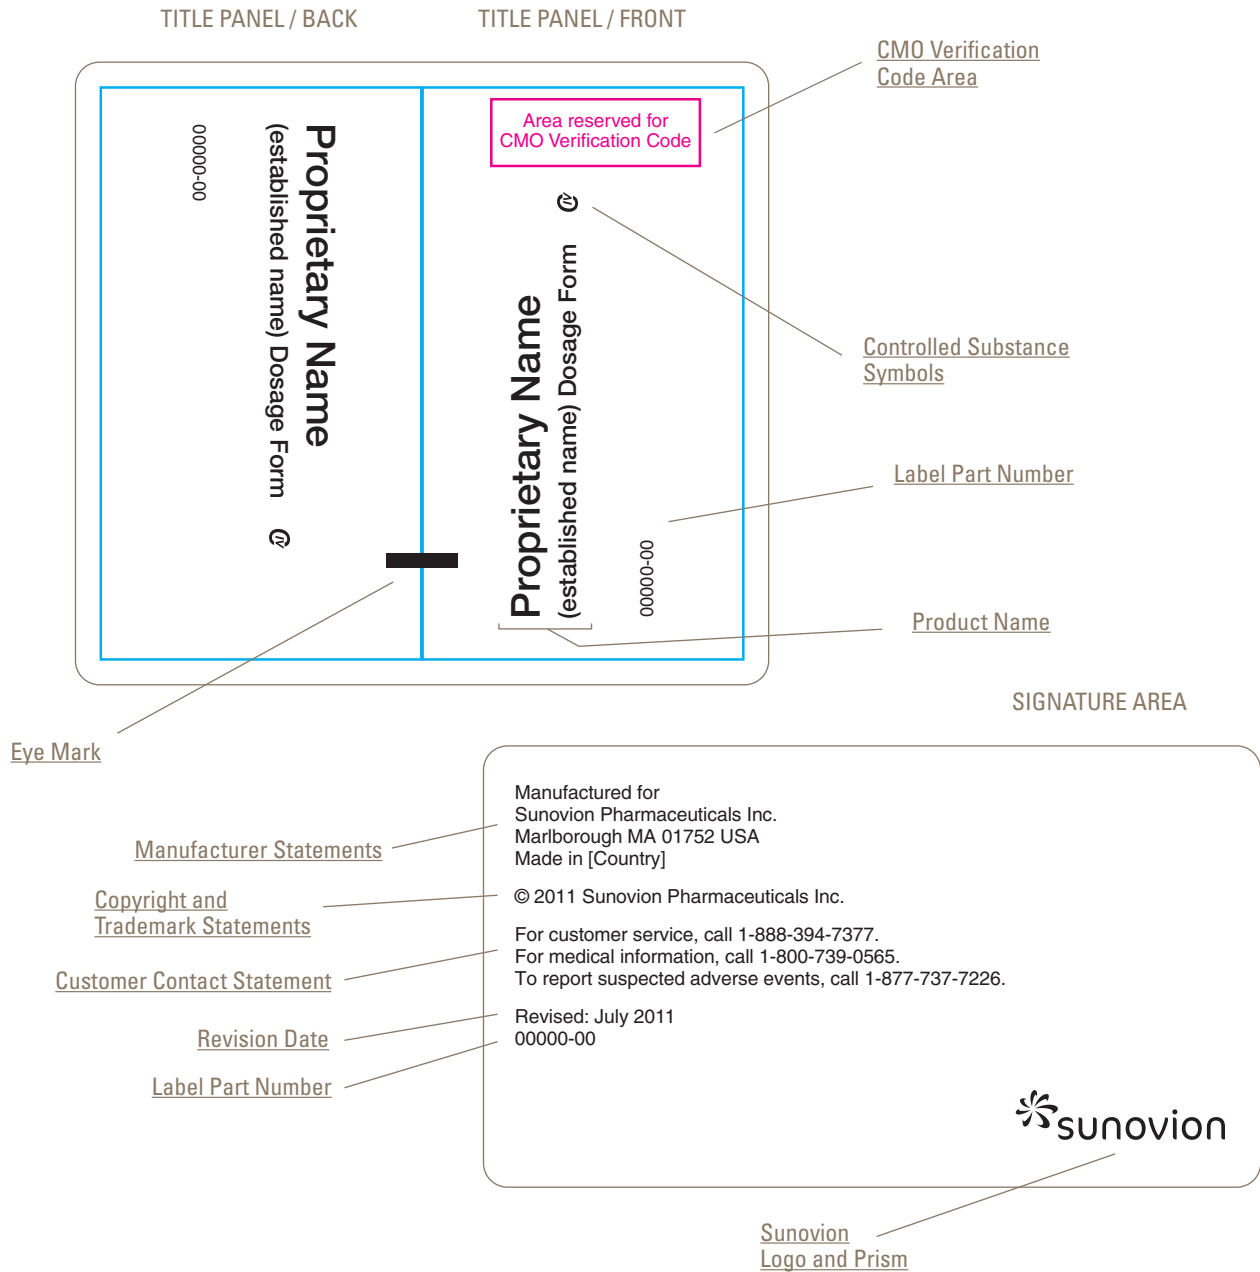 TITLE PANEL / BACK
TITLE PANEL / FRONT
CMO Verification
Code Area
Proprietary Name
(established name) Dosage Form CIV
00000-00
Area reserved for
CMO Verification Code
Proprietary Name
(established name) Dosage Form CIV
00000-00
Controlled Substance
Symbols
Label Part Number
Product Name
Eye Mark
SIGNATURE AREA
Manufactured for
Sunovion Pharmaceuticals Inc.
Marlborough MA 01752 USA
Made in [Country]
© 2011 Sunovion Pharmaceuticals Inc.
For customer service, call 1-888-394-7377.
For medical information, call 1-800-739-0565.
To report suspected adverse events, call 1-877-737-7226.
Revised: July 2011
00000-00
sunovion
Manufacturer Statements
Copyright and
Trademark Statements
Customer Contact Statement
Revision Date
Label Part Number
Sunovion
Logo and Prism